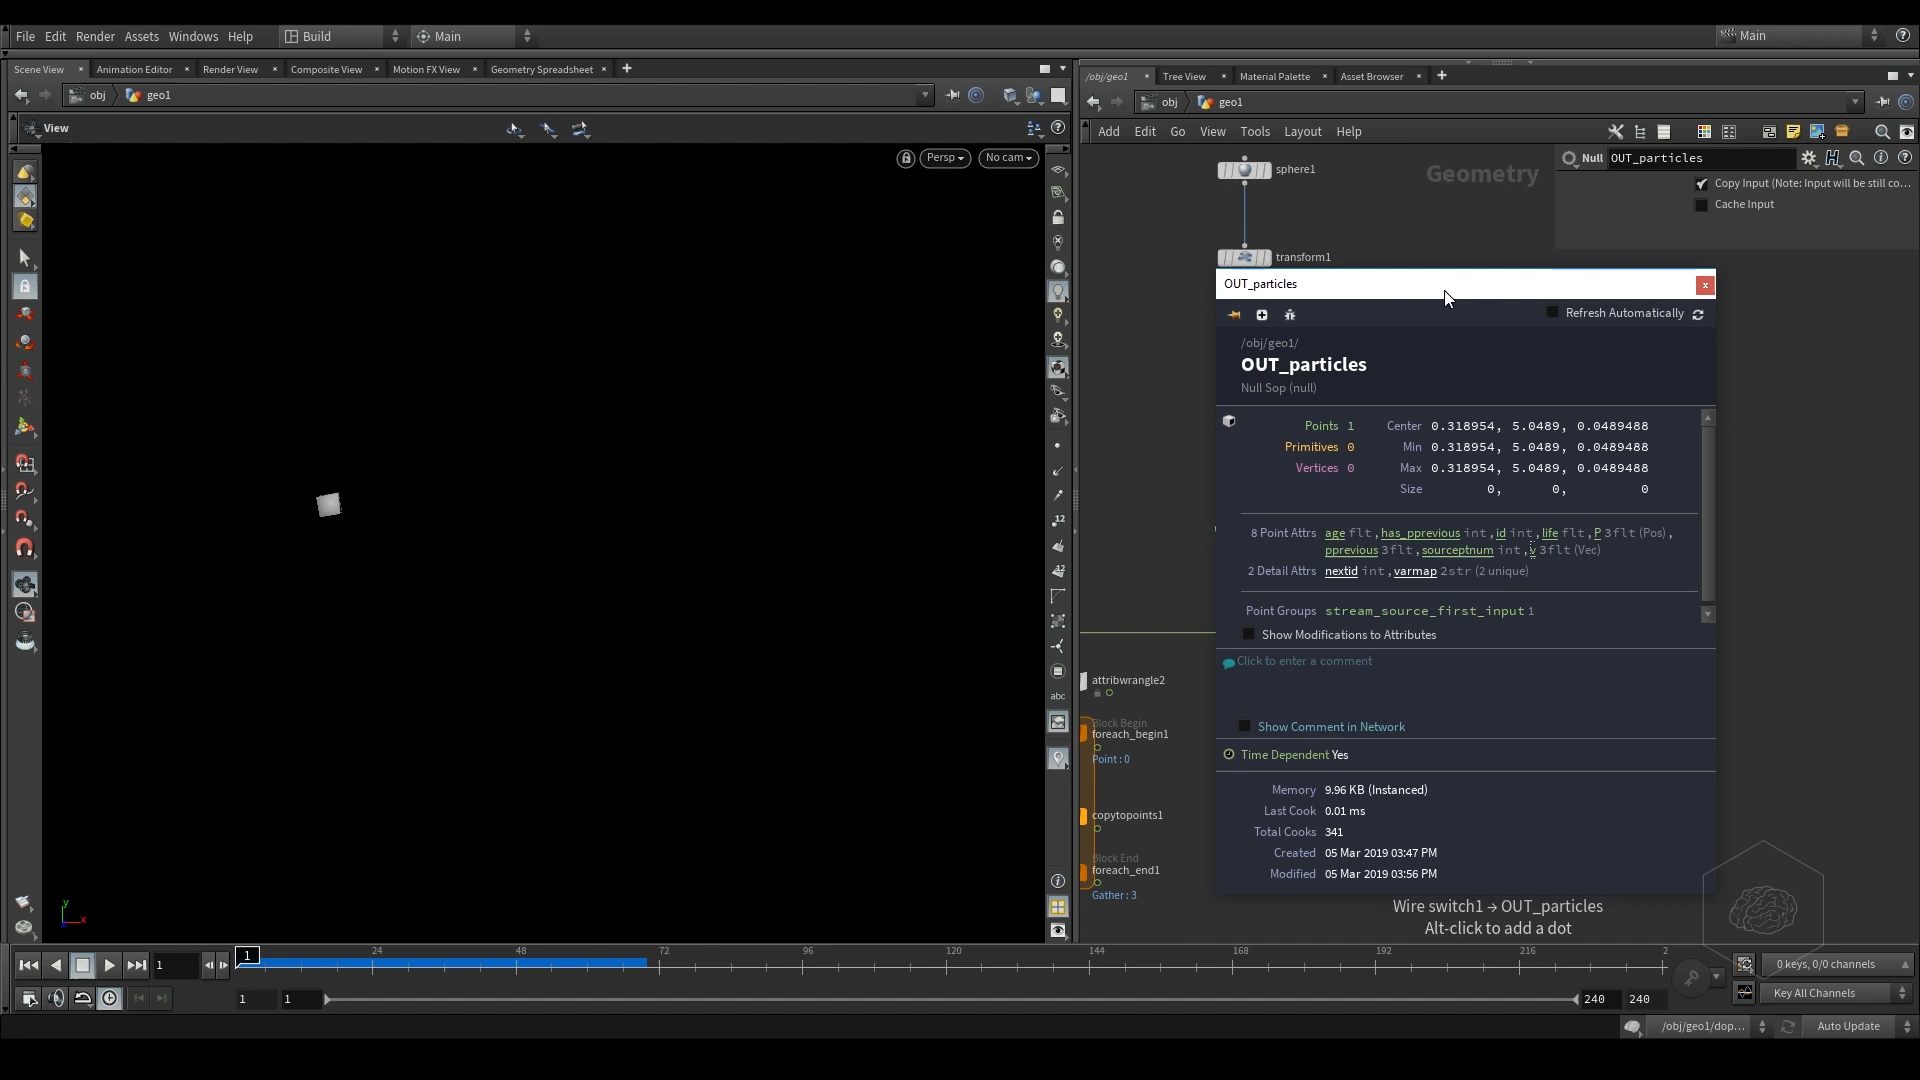 File Edit Render Assets Windows Help Build Main Main
Scene View Animation Editor Render View Composite View Motion FX View Geometry Spreadsheet
/obj/geo1 Tree View Material Palette Asset Browser
obj geo1
obj geo1
View
Add Edit Go View Tools Layout Help
Persp No cam
sphere1
Geometry
Null OUT_particles
Copy Input (Note: Input will be still co...
Cache Input
transform1
OUT_particles
Refresh Automatically
/obj/geo1/
OUT_particles
Null Sop (null)
Points 1 Center 0.318954, 5.0489, 0.0489488
Primitives 0 Min 0.318954, 5.0489, 0.0489488
Vertices 0 Max 0.318954, 5.0489, 0.0489488
Size 0, 0, 0
8 Point Attrs age flt, has_pprevious int, id int, life flt, P 3flt (Pos),
pprevious 3flt, sourceptnum int, v 3flt (Vec)
2 Detail Attrs nextid int, varmap 2str (2 unique)
Point Groups stream_source_first_input 1
Show Modifications to Attributes
Click to enter a comment
Show Comment in Network
Time Dependent Yes
Memory 9.96 KB (Instanced)
Last Cook 0.01 ms
Total Cooks 341
Created 05 Mar 2019 03:47 PM
Modified 05 Mar 2019 03:56 PM
attribwrangle2
Block Begin
foreach_begin1
Point : 0
copytopoints1
Block End
foreach_end1
Gather : 3
12
12
abc
y
x
Wire switch1 → OUT_particles
Alt-click to add a dot
1 1 24 48 72 96 120 144 168 192 216 2
0 keys, 0/0 channels
1 1 240 240
Key All Channels
/obj/geo1/dop... Auto Update